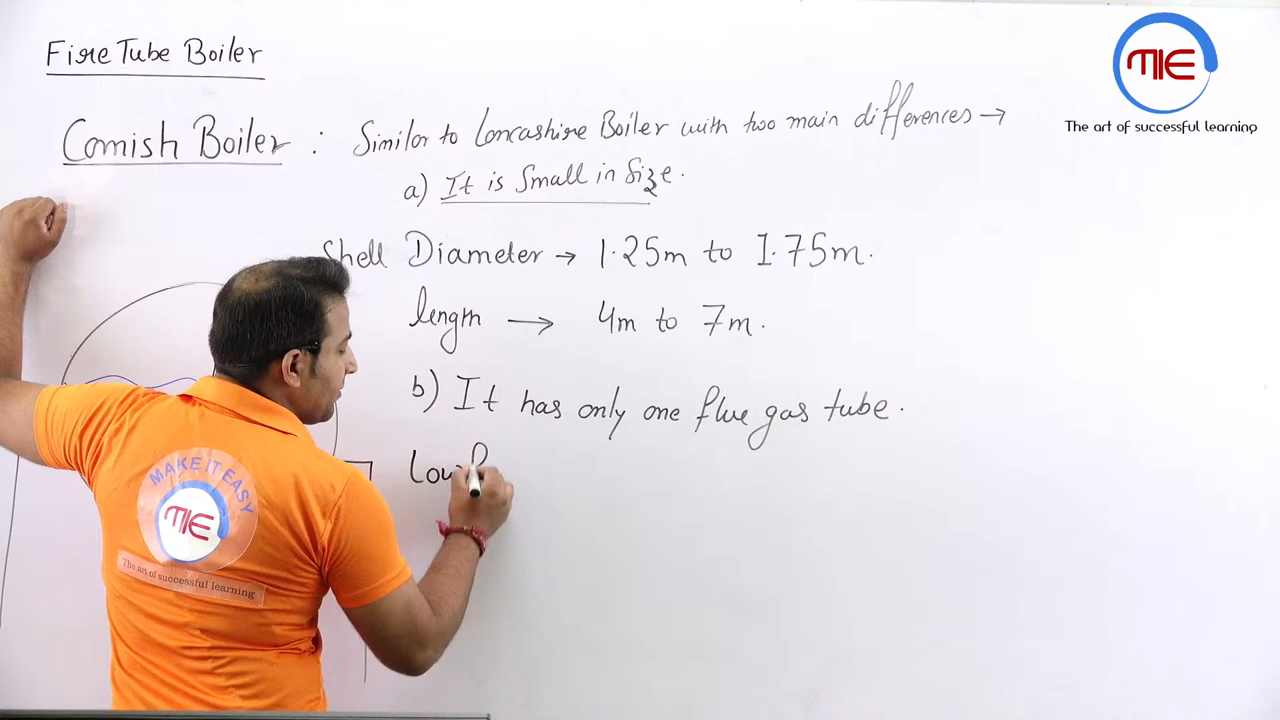 Fire Tube Boiler
MIE
The art of successful learning
Cornish Boiler : Similar to Loncashire Boiler with two main differences →
a) It is Small in Size.
Shell Diameter → 1.25m to 1.75m.
length → 4m to 7m.
b) It has only one flue gas tube.
MAKE IT EASY
MIE
The art of successful learning